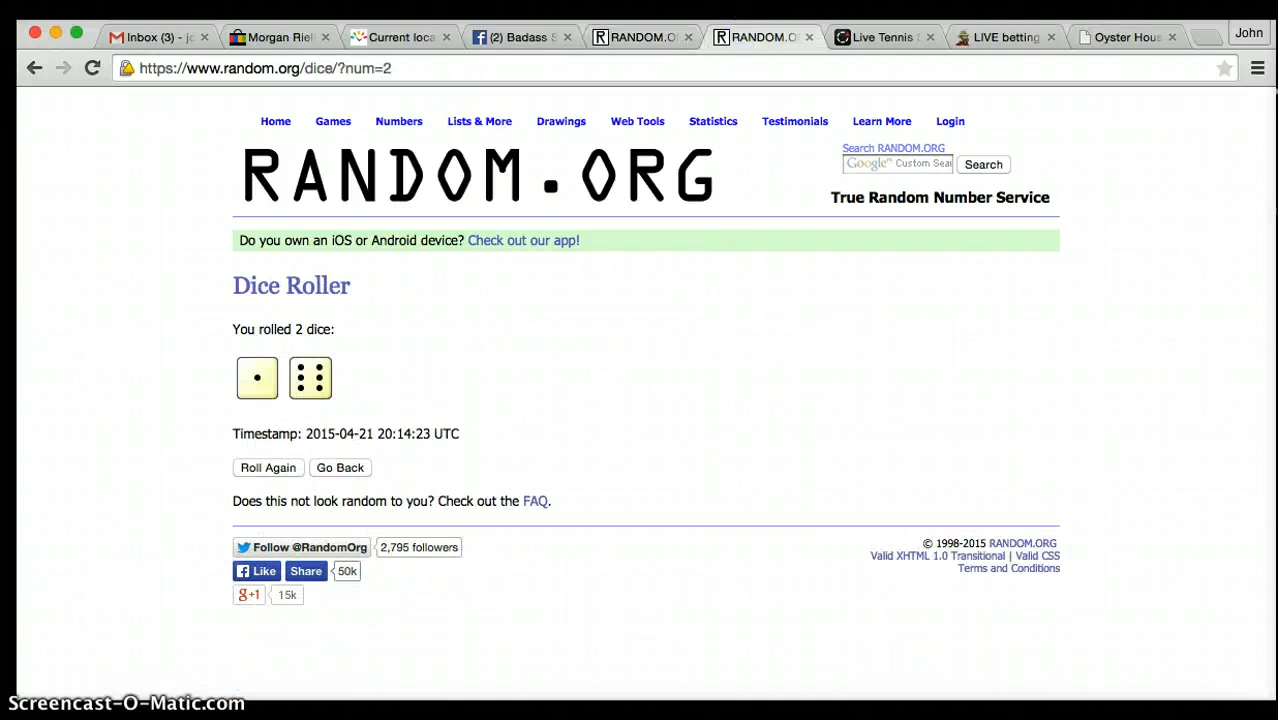 Inbox (3) - jc
Morgan Riell
Current loca
f (2) Badass S
RANDOM.O
RANDOM.O
Live Tennis
LIVE betting
Oyster Hous
John
https://www.random.org/dice/?num=2
Home Games Numbers Lists & More Drawings Web Tools Statistics Testimonials Learn More Login
RANDOM.ORG
Search RANDOM.ORG
Google™ Custom Sear
Search
True Random Number Service
Do you own an iOS or Android device? Check out our app!
Dice Roller
You rolled 2 dice:
Timestamp: 2015-04-21 20:14:23 UTC
Roll Again Go Back
Does this not look random to you? Check out the FAQ.
Follow @RandomOrg 2,795 followers
f Like Share 50k
g+1 15k
© 1998-2015 RANDOM.ORG
Valid XHTML 1.0 Transitional | Valid CSS
Terms and Conditions
Screencast-O-Matic.com